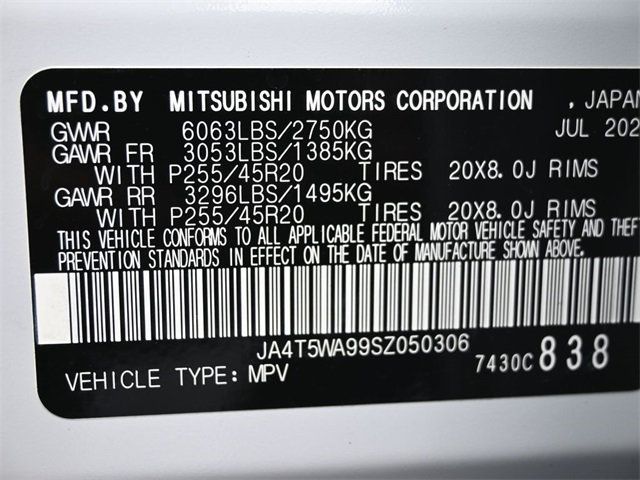 MFD.BY MITSUBISHI MOTORS CORPORATION , JAPAN
GVWR 6063LBS/2750KG JUL 202
GAWR FR 3053LBS/1385KG
WITH P255/45R20 TIRES 20X8.0J RIMS
GAWR RR 3296LBS/1495KG
WITH P255/45R20 TIRES 20X8.0J RIMS
THIS VEHICLE CONFORMS TO ALL APPLICABLE FEDERAL MOTOR VEHICLE SAFETY AND THEF
PREVENTION STANDARDS IN EFFECT ON THE DATE OF MANUFACTURE SHOWN ABOVE.
JA4T5WA99SZ050306
7430C 838
VEHICLE TYPE: MPV